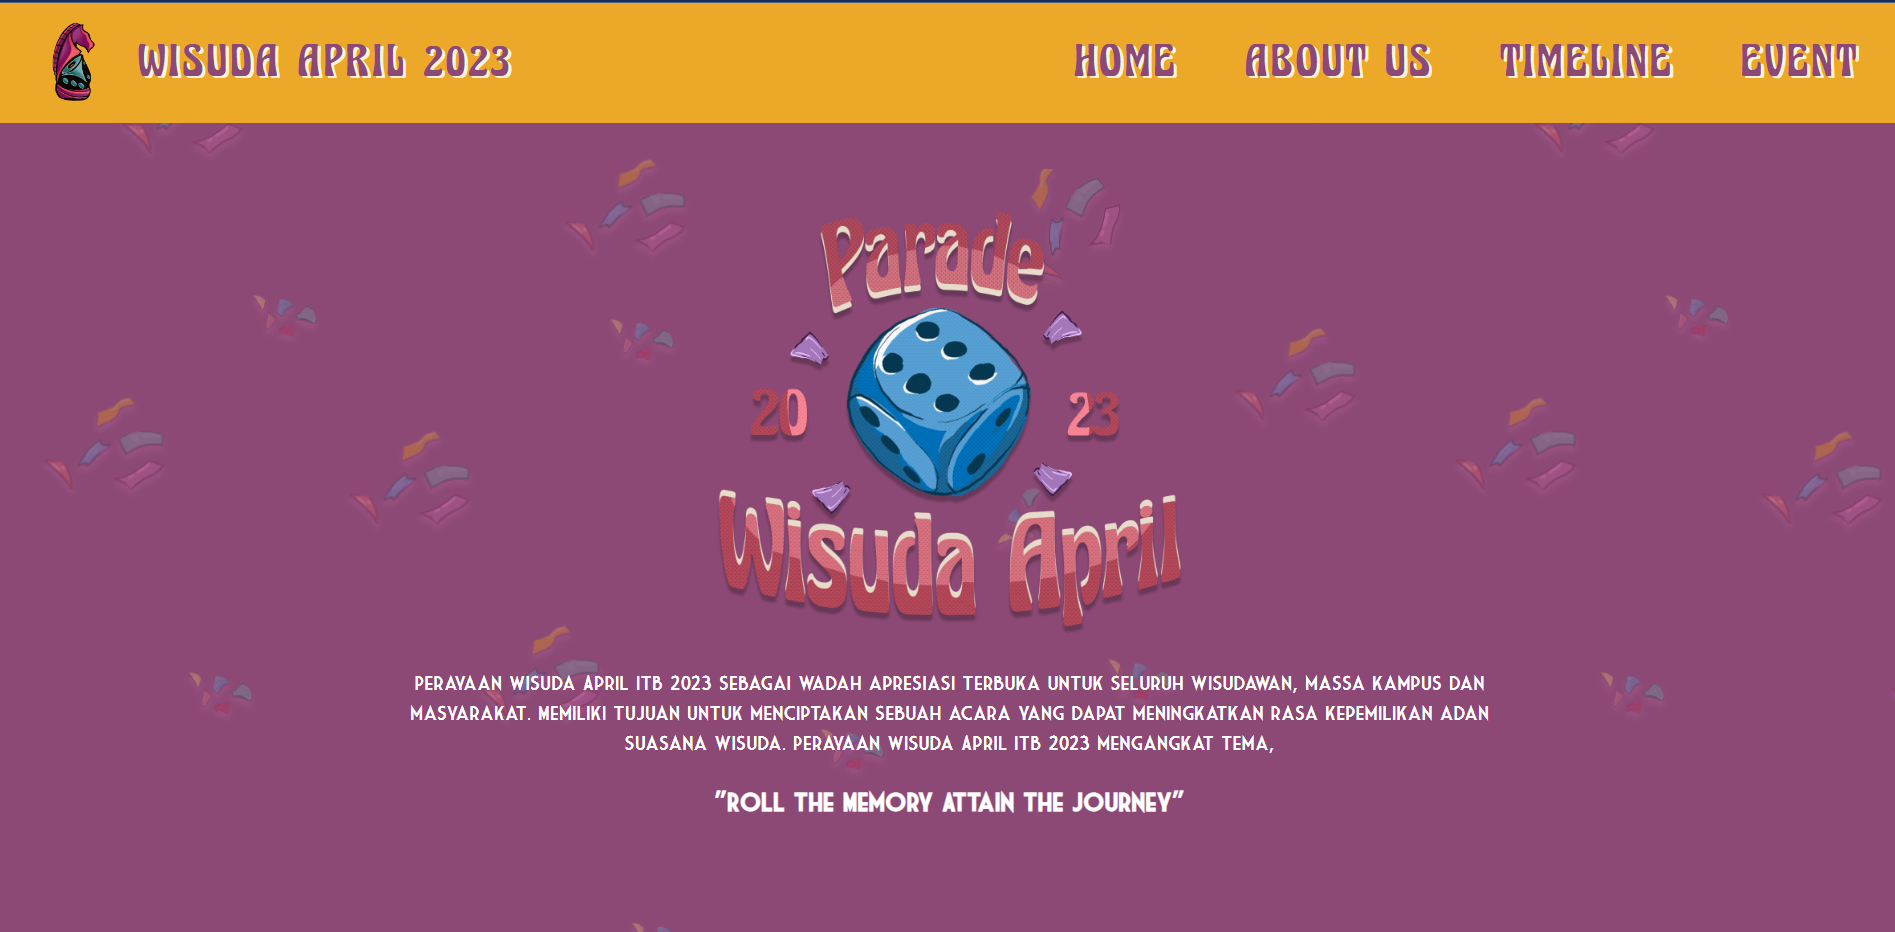 WISUDA APRIL 2023
HOME ABOUT US TIMELINE EVENT
Parade
20 23
Wisuda April
PERAYAAN WISUDA APRIL ITB 2023 SEBAGAI WADAH APRESIASI TERBUKA UNTUK SELURUH WISUDAWAN, MASSA KAMPUS DAN
MASYARAKAT. MEMILIKI TUJUAN UNTUK MENCIPTAKAN SEBUAH ACARA YANG DAPAT MENINGKATKAN RASA KEPEMILIKAN ADAN
SUASANA WISUDA. PERAYAAN WISUDA APRIL ITB 2023 MENGANGKAT TEMA,
"ROLL THE MEMORY ATTAIN THE JOURNEY"